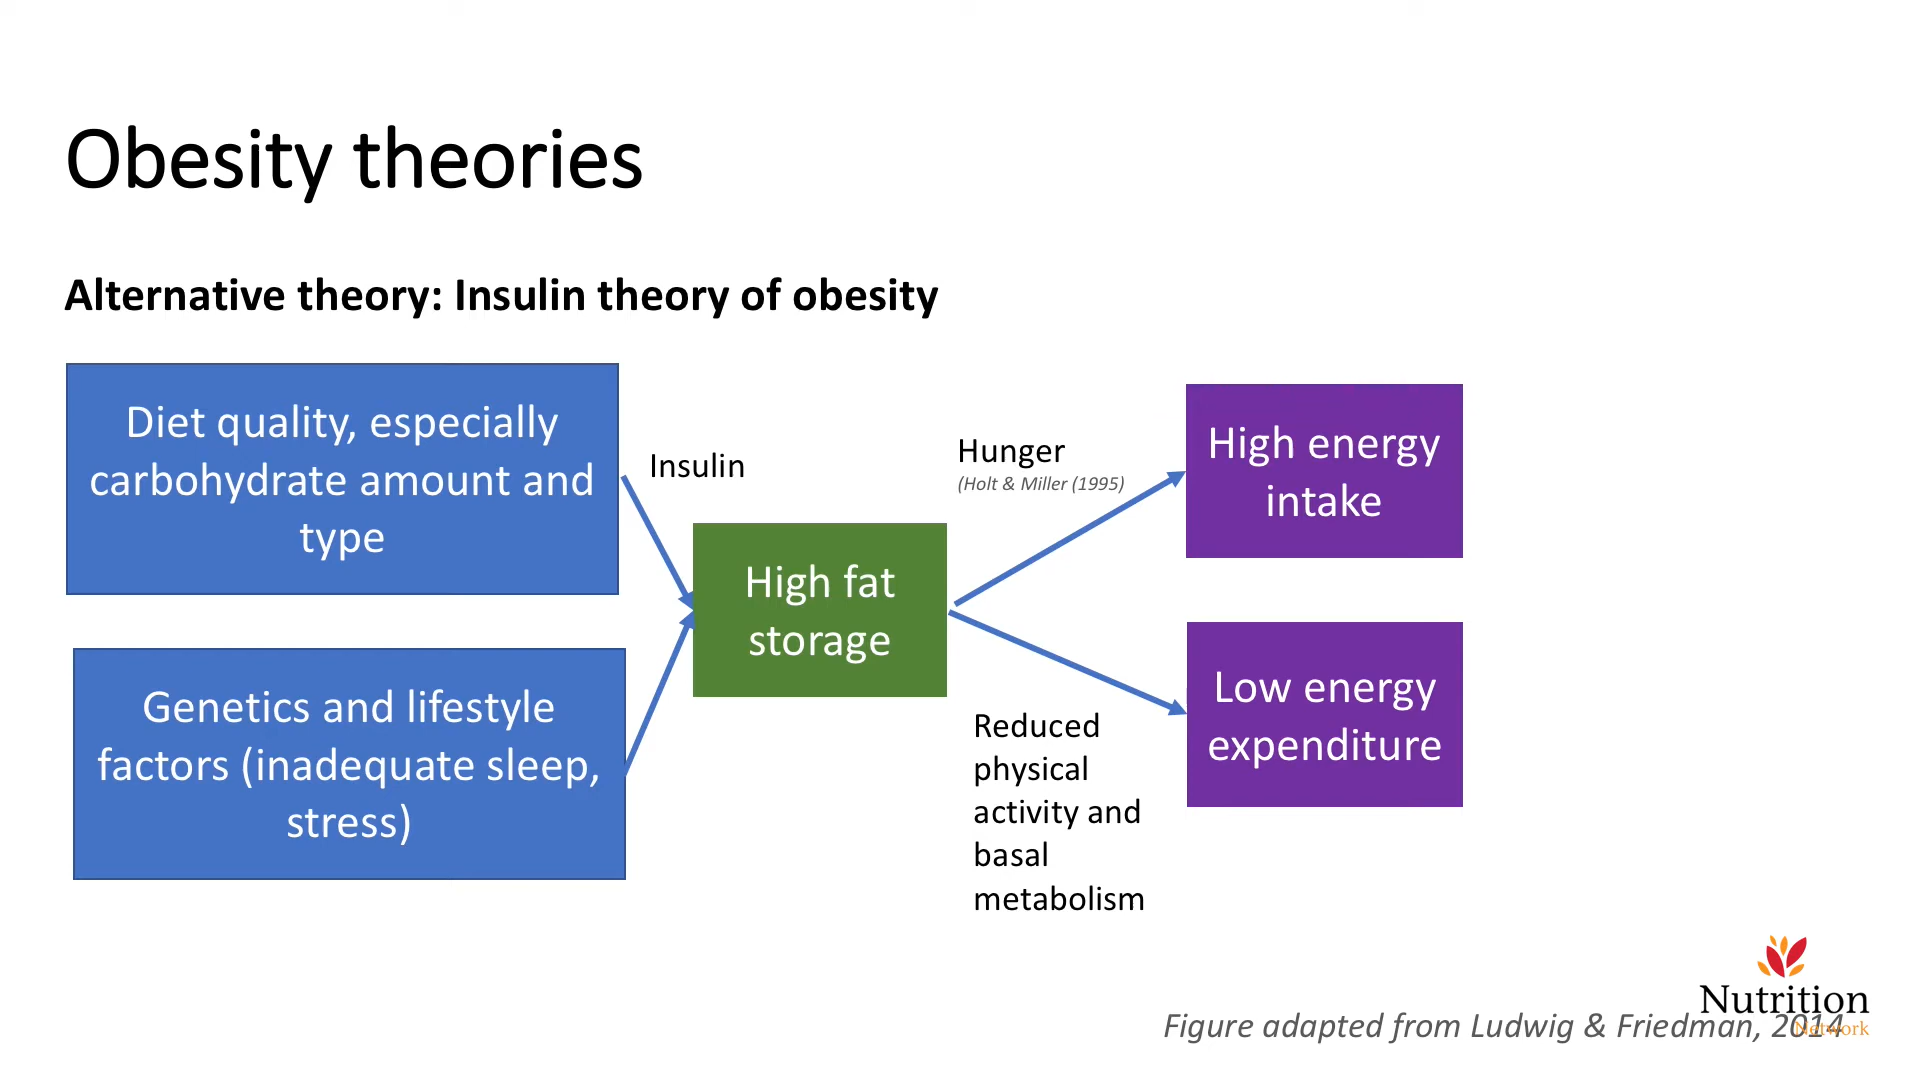 Obesity theories
Alternative theory: Insulin theory of obesity
Diet quality, especially
carbohydrate amount and
type
Insulin
Hunger
(Holt & Miller (1995)
High energy
intake
High fat
storage
Genetics and lifestyle
factors (inadequate sleep,
stress)
Low energy
expenditure
Reduced
physical
activity and
basal
metabolism
Nutrition
Network
Figure adapted from Ludwig & Friedman, 2014